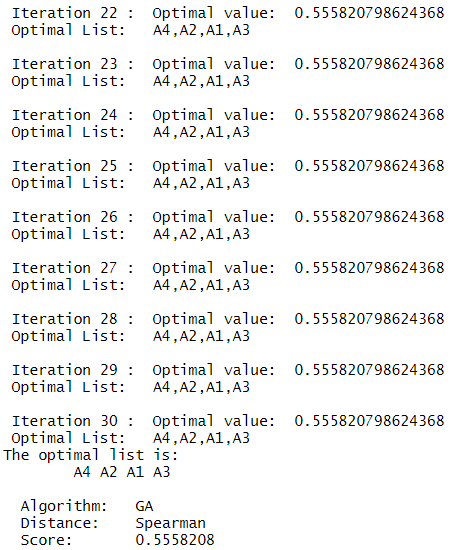 Iteration 22 :  Optimal value:  0.555820798624368
Optimal List:   A4,A2,A1,A3
Iteration 23 :  Optimal value:  0.555820798624368
Optimal List:   A4,A2,A1,A3
Iteration 24 :  Optimal value:  0.555820798624368
Optimal List:   A4,A2,A1,A3
Iteration 25 :  Optimal value:  0.555820798624368
Optimal List:   A4,A2,A1,A3
Iteration 26 :  Optimal value:  0.555820798624368
Optimal List:   A4,A2,A1,A3
Iteration 27 :  Optimal value:  0.555820798624368
Optimal List:   A4,A2,A1,A3
Iteration 28 :  Optimal value:  0.555820798624368
Optimal List:   A4,A2,A1,A3
Iteration 29 :  Optimal value:  0.555820798624368
Optimal List:   A4,A2,A1,A3
Iteration 30 :  Optimal value:  0.555820798624368
Optimal List:   A4,A2,A1,A3
The optimal list is:
A4 A2 A1 A3
Algorithm:   GA
Distance:    Spearman
Score:       0.5558208